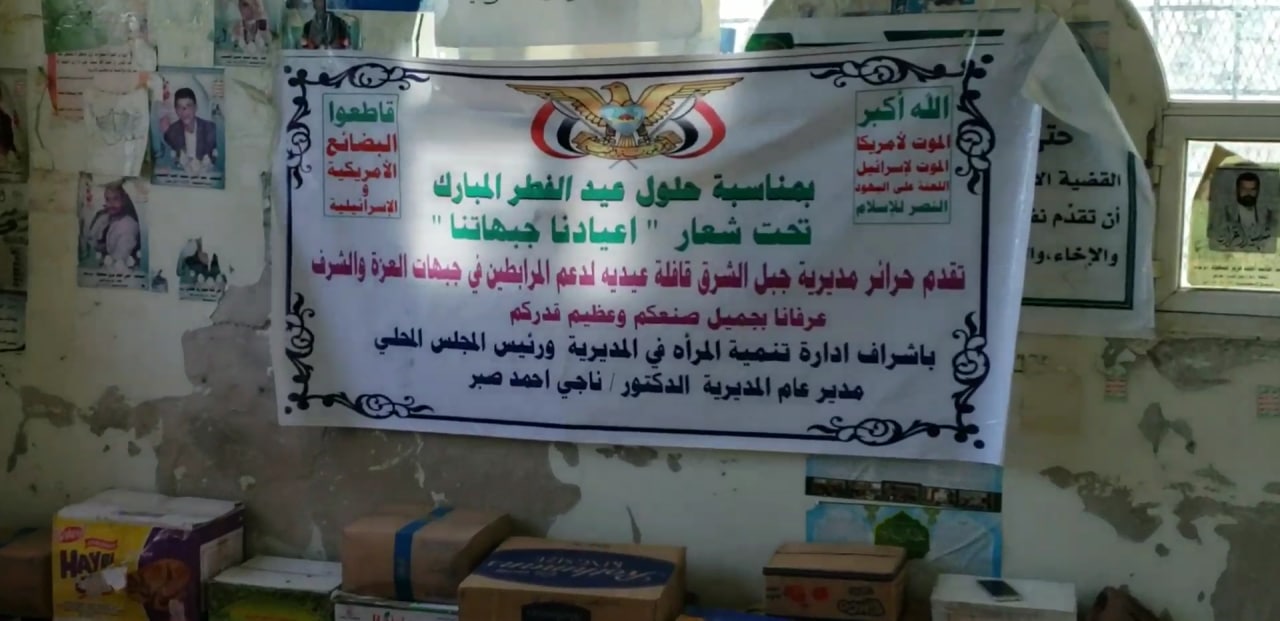 الله أكبر
الموت لأمريكا
الموت لإسرائيل
اللعنة على اليهود
النصر للإسلام
قاطعوا
البضائع
الأمريكية
و
الإسرائيلية
بمناسبة حلول عيد الفطر المبارك
تحت شعار " اعيادنا جبهاتنا "
تقدم حرائر مديرية جبل الشرق قافلة عيديه لدعم المرابطين في جبهات العزة والشرف
عرفانا بجميل صنعكم وعظيم قدركم
باشراف ادارة تنمية المرأه في المديرية ورئيس المجلس المحلي
مدير عام المديرية الدكتور / ناجي احمد صبر
حتى
القضية
أن تقدّم
والإخاء،